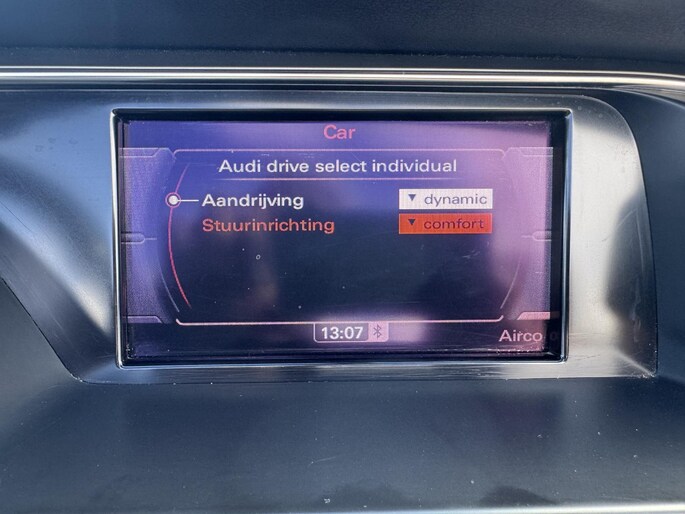 Car
Audi drive select individual
Aandrijving ▼ dynamic
Stuurinrichting ▼ comfort
13:07
Airco